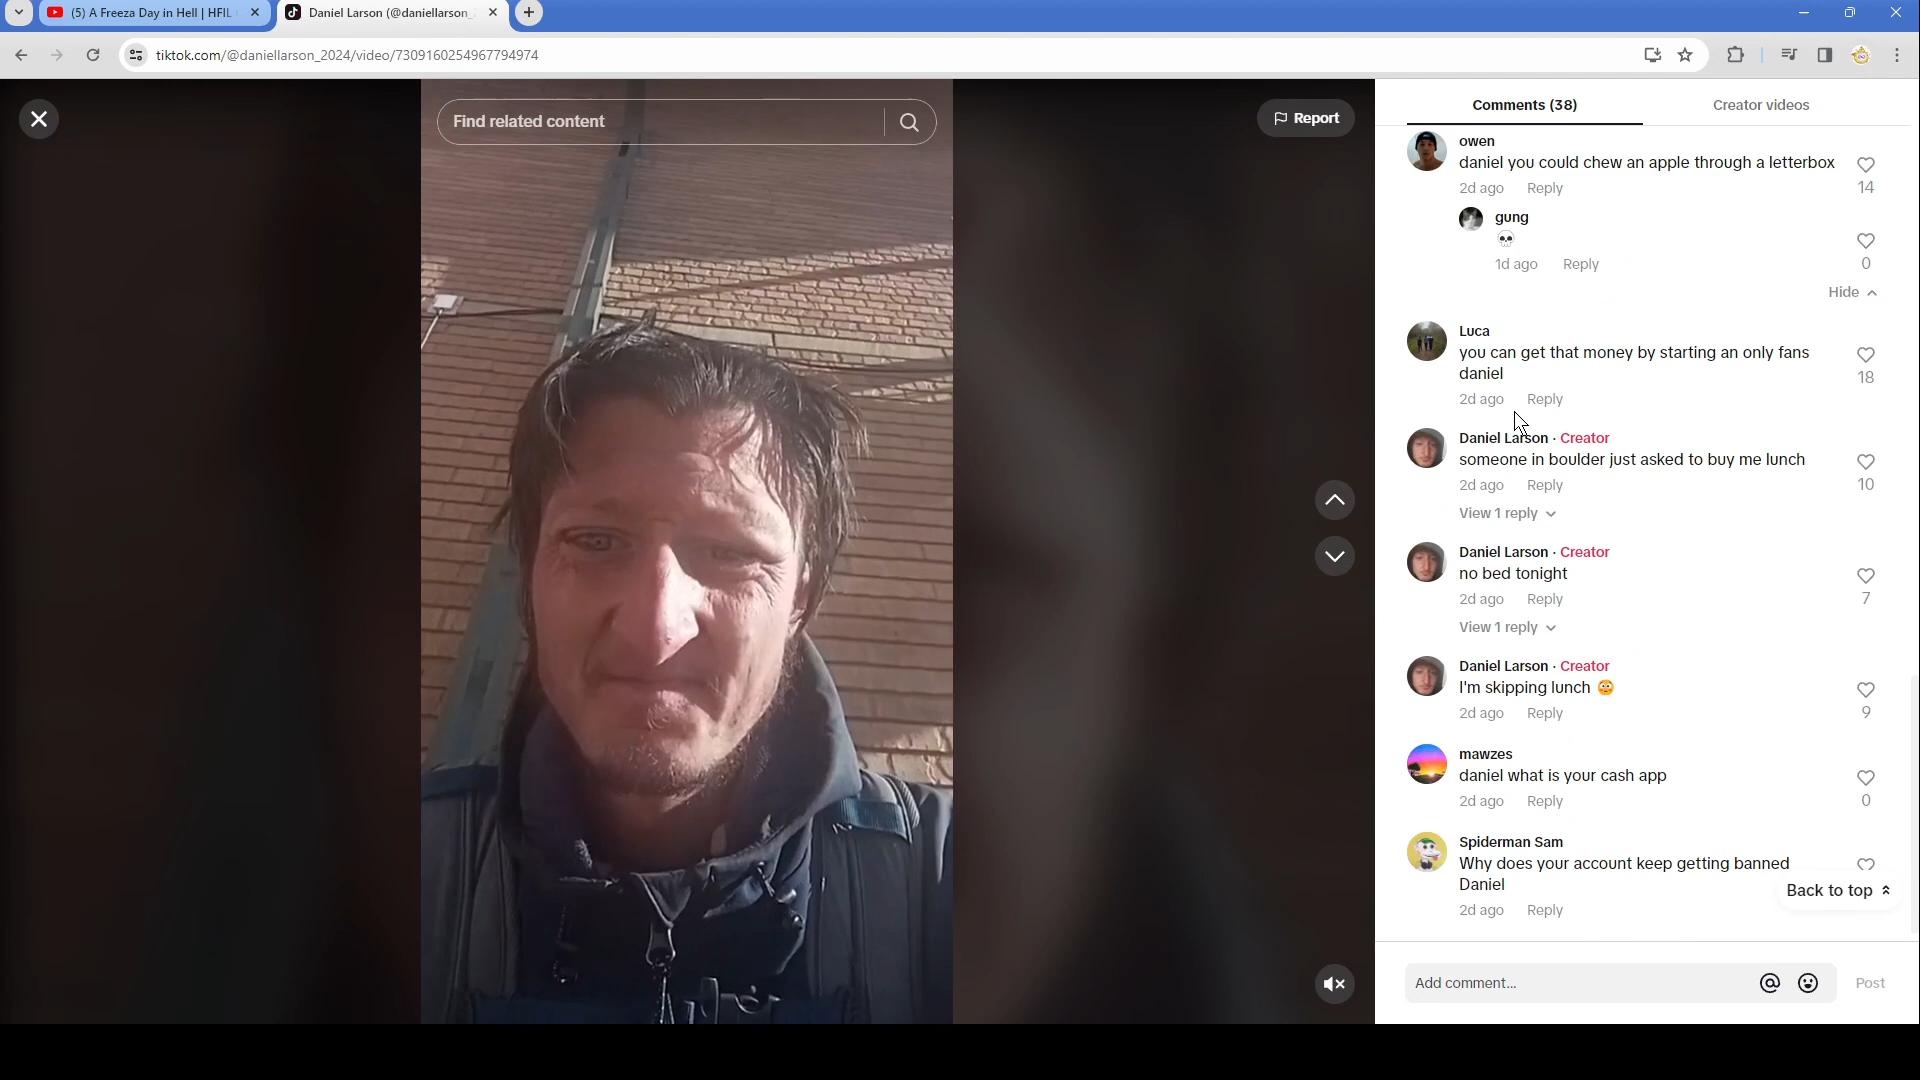 (5) A Freeza Day in Hell | HFIL
Daniel Larson (@daniellarson_
tiktok.com/@daniellarson_2024/video/7309160254967794974
Find related content
Report
Comments (38)
Creator videos
owen
daniel you could chew an apple through a letterbox
2d ago Reply
14
gung
💀
1d ago Reply
0
Hide
Luca
you can get that money by starting an only fans
daniel
18
2d ago Reply
Daniel Larson · Creator
someone in boulder just asked to buy me lunch
2d ago Reply
10
View 1 reply
Daniel Larson · Creator
no bed tonight
2d ago Reply
7
View 1 reply
Daniel Larson · Creator
I'm skipping lunch 😳
2d ago Reply
9
mawzes
daniel what is your cash app
2d ago Reply
0
Spiderman Sam
Why does your account keep getting banned
Daniel
Back to top
2d ago Reply
Add comment...
Post